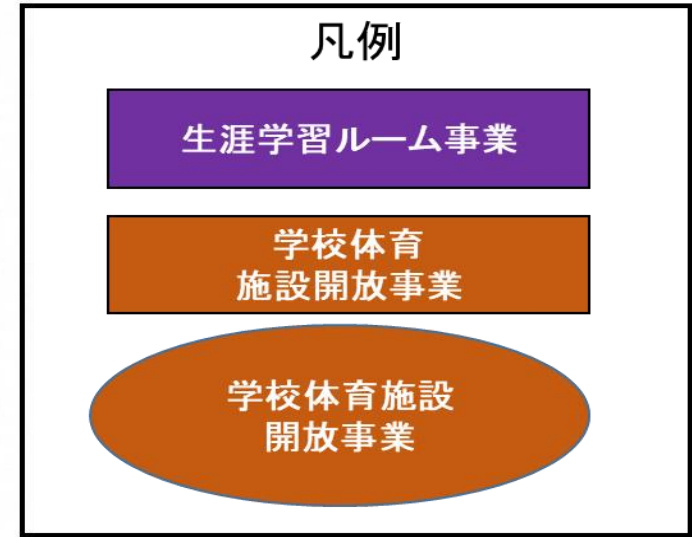 凡例
生涯学習ルーム事業
学校体育
施設開放事業
学校体育施設
開放事業